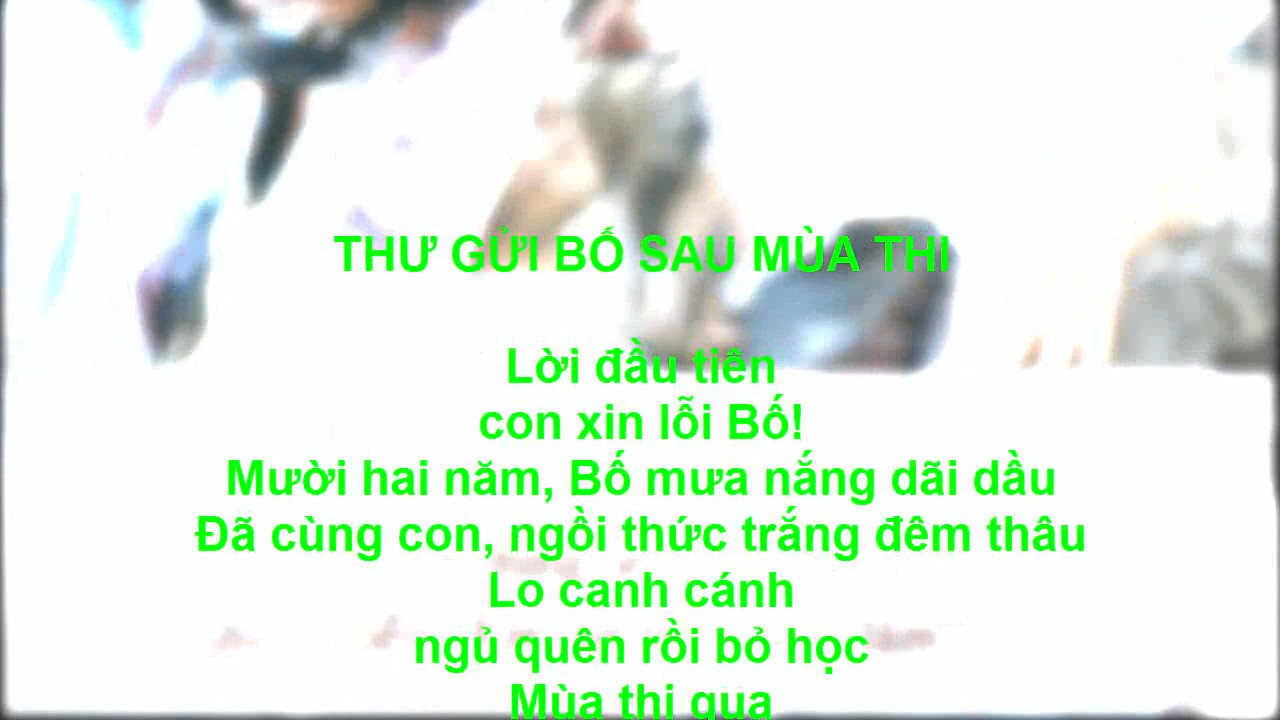 THƯ GỬI BỐ SAU MÙA THI
Lời đầu tiên
con xin lỗi Bố!
Mười hai năm, Bố mưa nắng dãi dầu
Đã cùng con, ngồi thức trắng đêm thâu
Lo canh cánh
ngủ quên rồi bỏ học
Mùa thi qua